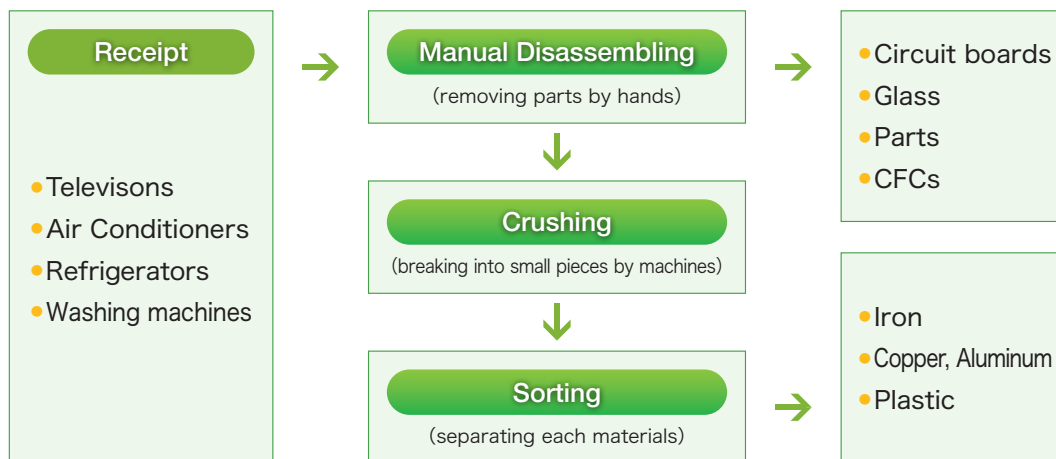 Receipt
Televisons
Air Conditioners
Refrigerators
Washing machines
Manual Disassembling
(removing parts by hands)
Crushing
(breaking into small pieces by machines)
Sorting
(separating each materials)
Circuit boards
Glass
Parts
CFCs
Iron
Copper, Aluminum
Plastic